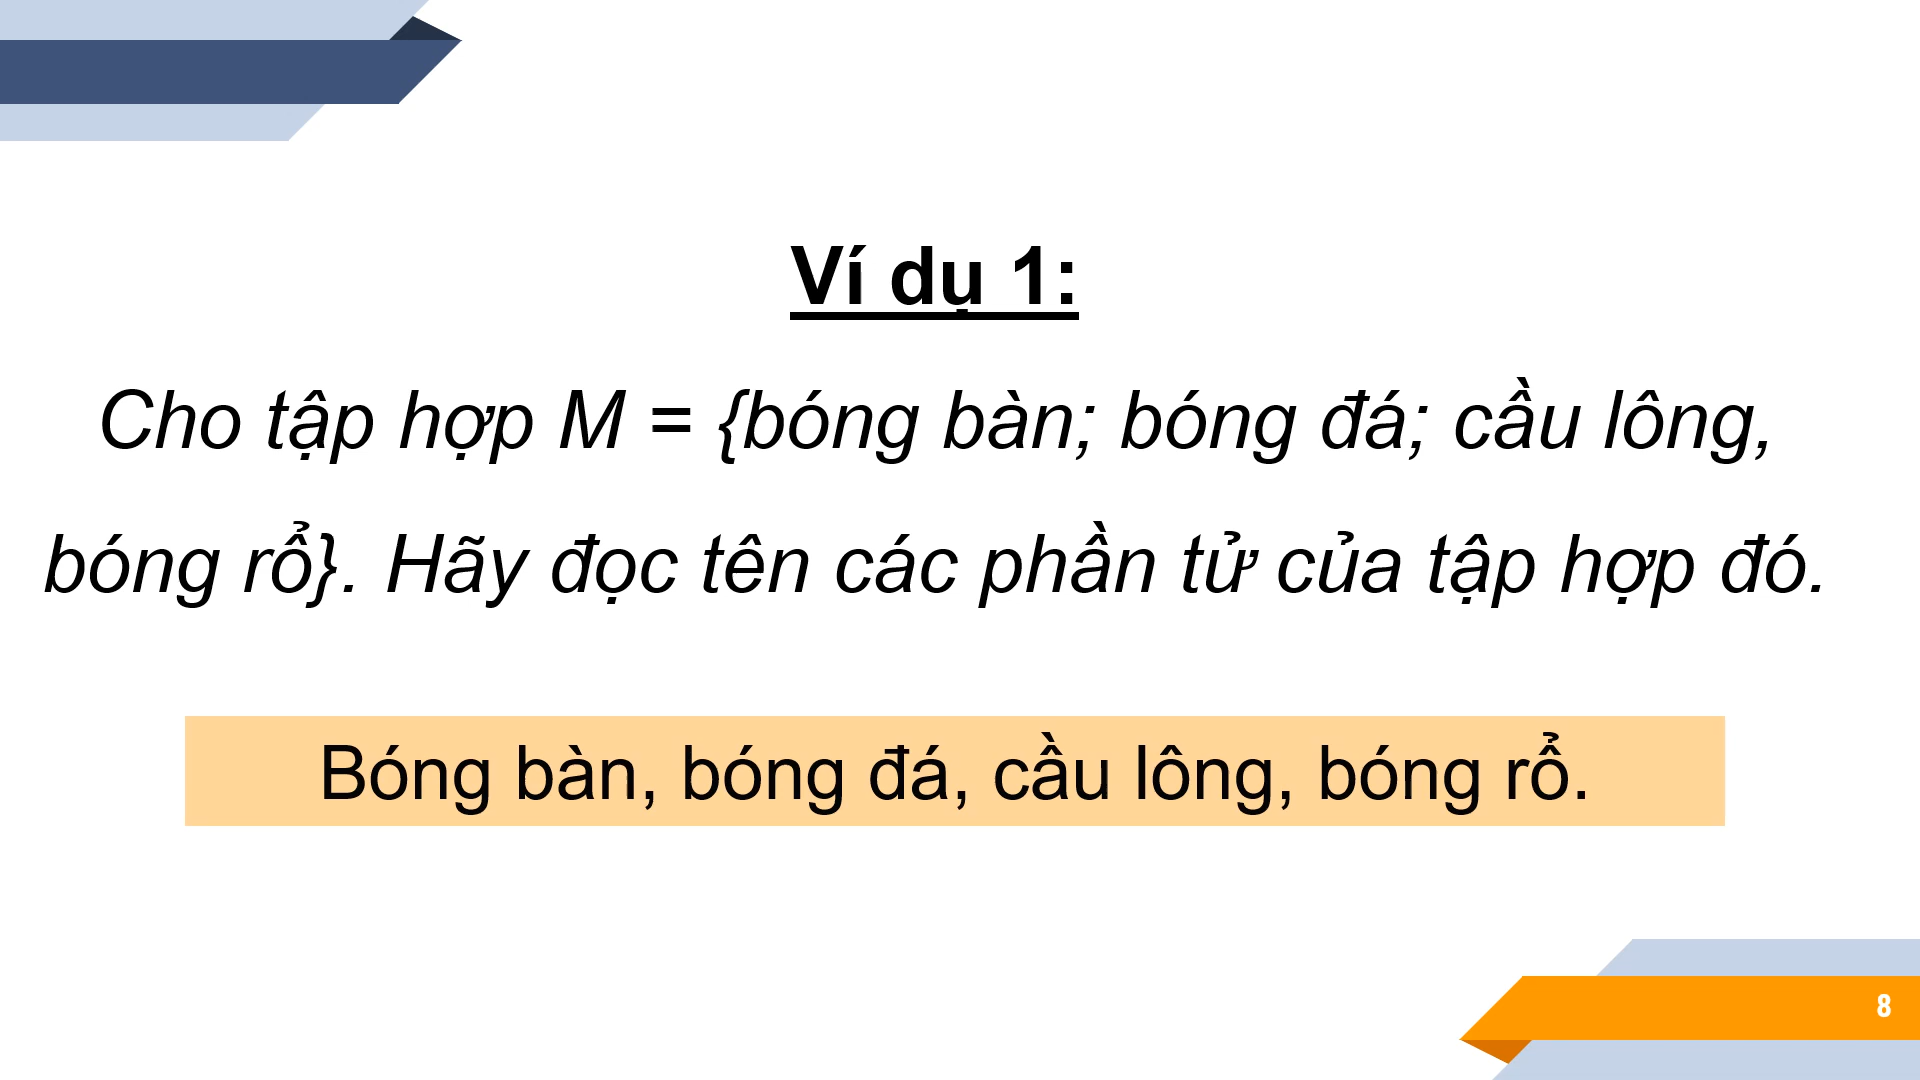 Ví dụ 1:
Cho tập hợp M = {bóng bàn; bóng đá; cầu lông,
bóng rổ}. Hãy đọc tên các phần tử của tập hợp đó.
Bóng bàn, bóng đá, cầu lông, bóng rổ.
8